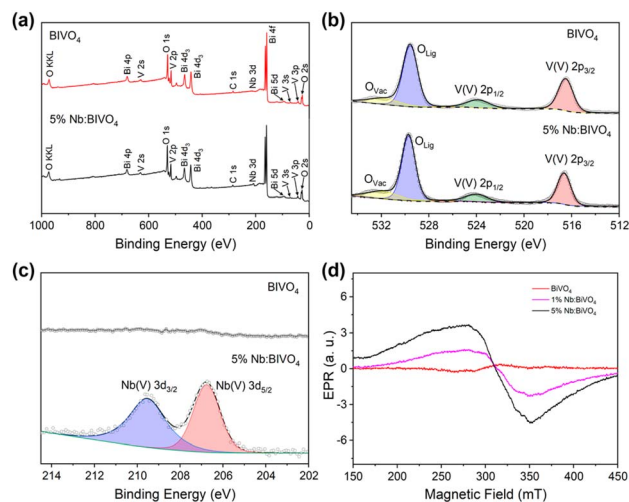 (a)
BIVO4
O KKL
Bi 4p
V 2s
O 1s
V 2p
Bi 4d3
Bi 4d3
C 1s
Nb 3d
Bi 4f
Bi 5d
V 3s
V 3p
O 2s
5% Nb:BIVO4
O KKL
Bi 4p
V 2s
O 1s
V 2p
Bi 4d3
Bi 4d3
C 1s
Nb 3d
Bi 5d
V 3s
V 3p
O 2s
1000 800 600 400 200 0
Binding Energy (eV)
(b)
BIVO4
OLig
OVac
V(V) 2p1/2
V(V) 2p3/2
5% Nb:BIVO4
OLig
OVac
V(V) 2p1/2
V(V) 2p3/2
532 528 524 520 516 512
Binding Energy (eV)
(c)
BIVO4
5% Nb:BIVO4
Nb(V) 3d3/2
Nb(V) 3d5/2
214 212 210 208 206 204 202
Binding Energy (eV)
(d)
EPR (a. u.)
6
3
0
-3
-6
BiVO4
1% Nb:BiVO4
5% Nb:BiVO4
150 200 250 300 350 400 450
Magnetic Field (mT)